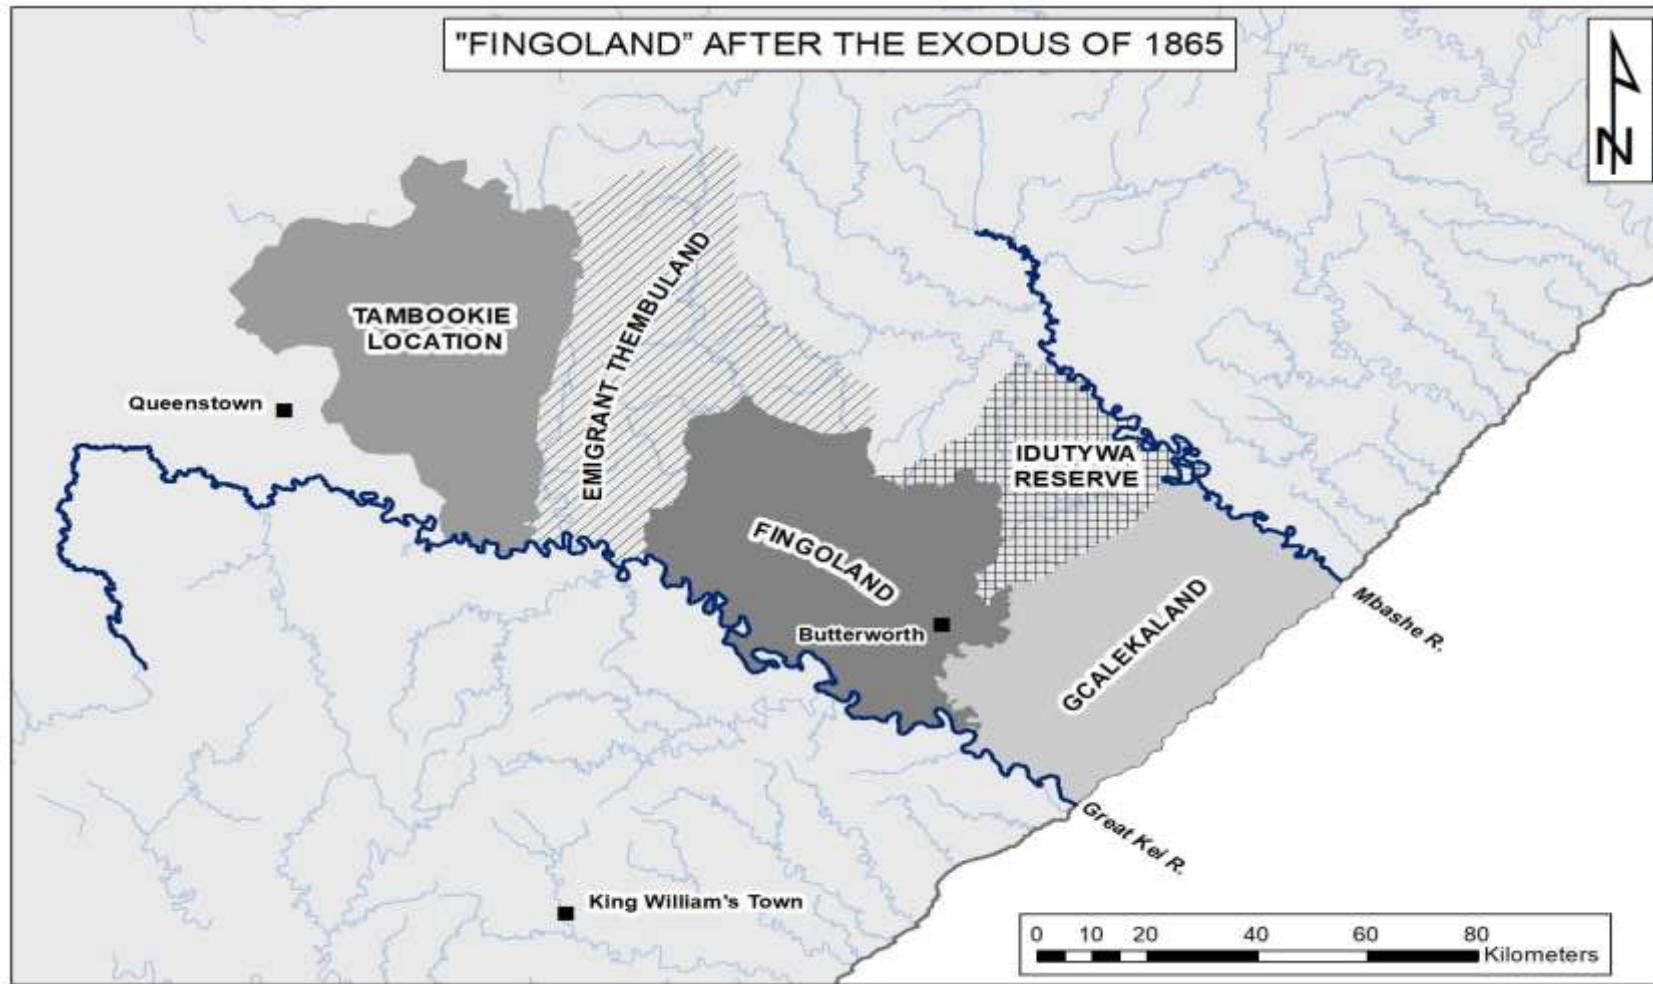 "FINGOLAND” AFTER THE EXODUS OF 1865
N
TAMBOOKIE
LOCATION
EMIGRANT THEMBULAND
Queenstown
IDUTYWA
RESERVE
FINGOLAND
Butterworth
GCALEKALAND
Mbashe R.
Great Kei R.
King William's Town
0 10 20 40 60 80
Kilometers